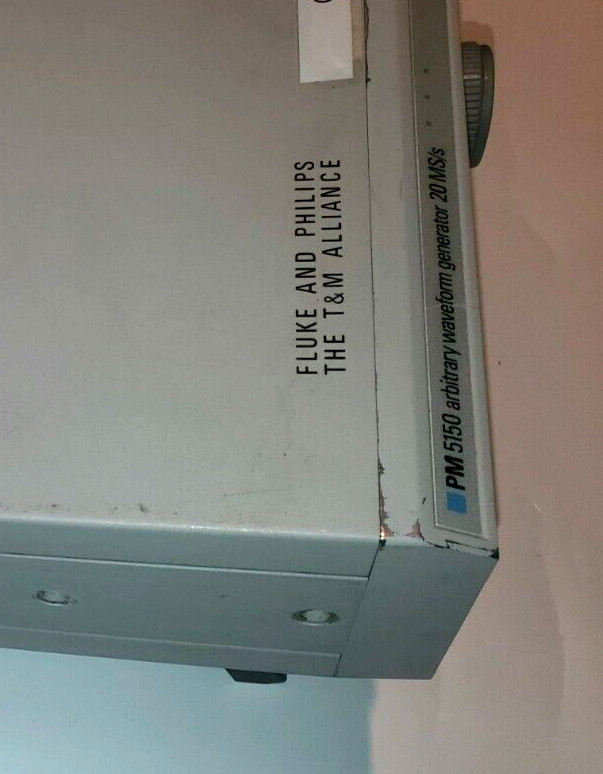 FLUKE AND PHILIPS
THE T&M ALLIANCE
PM 5150 arbitrary waveform generator 20 MS/s